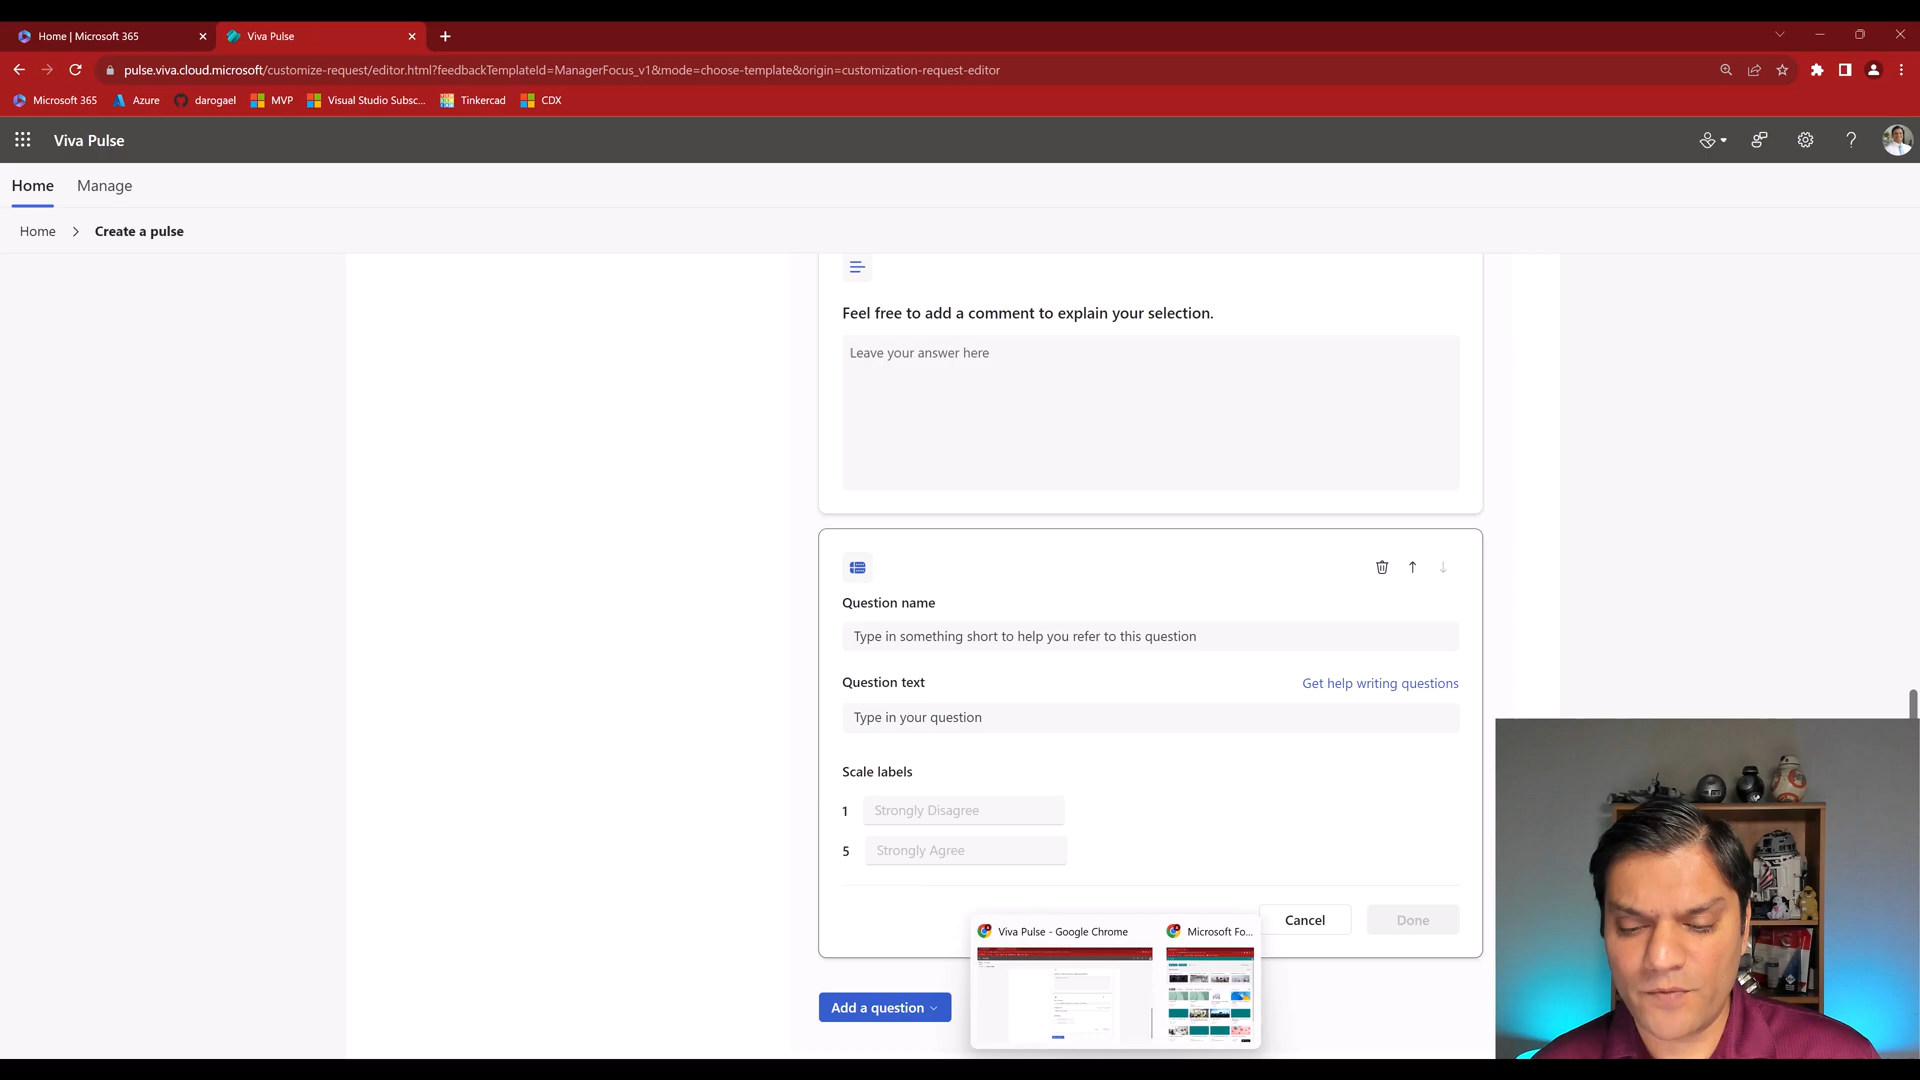 Home | Microsoft 365
Viva Pulse
pulse.viva.cloud.microsoft/customize-request/editor.html?feedbackTemplateId=ManagerFocus_v1&mode=choose-template&origin=customization-request-editor
Microsoft 365
Azure
darogael
MVP
Visual Studio Subsc...
Tinkercad
CDX
Viva Pulse
Home
Manage
Home
Create a pulse
Feel free to add a comment to explain your selection.
Leave your answer here
Question name
Type in something short to help you refer to this question
Question text
Get help writing questions
Type in your question
Scale labels
1
Strongly Disagree
5
Strongly Agree
Cancel
Done
Viva Pulse - Google Chrome
Microsoft Fo...
Add a question